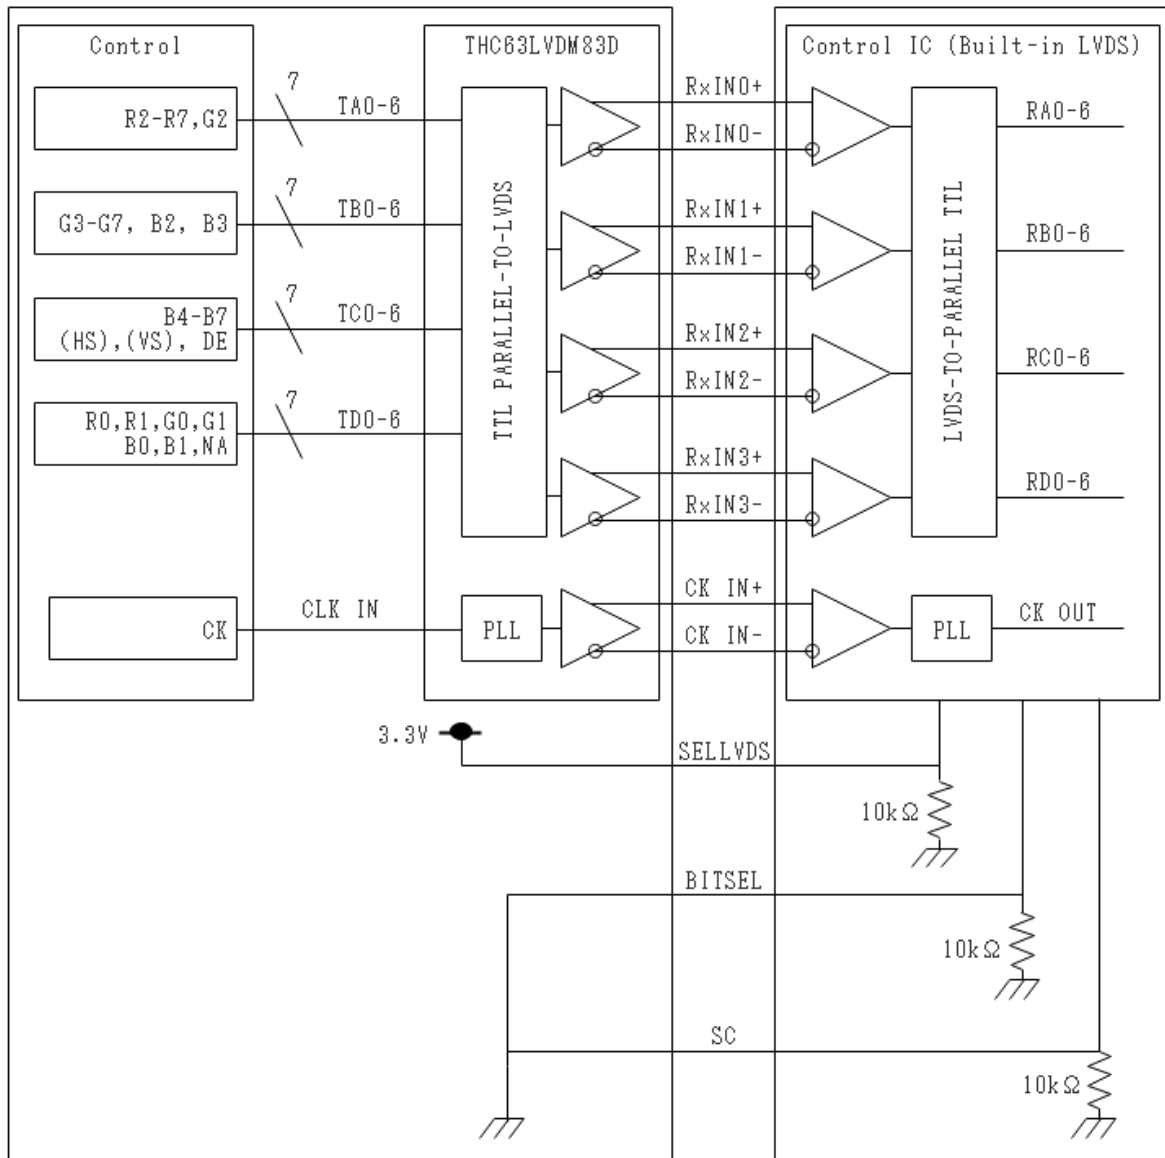 Control
THC63LVDM83D
Control IC (Built-in LVDS)
R2-R7,G2
7
TA0-6
RxIN0+
RxIN0-
RA0-6
G3-G7, B2, B3
7
TB0-6
RxIN1+
RxIN1-
RB0-6
TTL PARALLEL-TO-LVDS
LVDS-TO-PARALLEL TTL
B4-B7
(HS),(VS), DE
7
TC0-6
RxIN2+
RxIN2-
RC0-6
R0,R1,G0,G1
B0,B1,NA
7
TD0-6
RxIN3+
RxIN3-
RD0-6
CK
CLK IN
PLL
CK IN+
CK IN-
PLL
CK OUT
3.3V
SELLVDS
10kΩ
BITSEL
10kΩ
SC
10kΩ